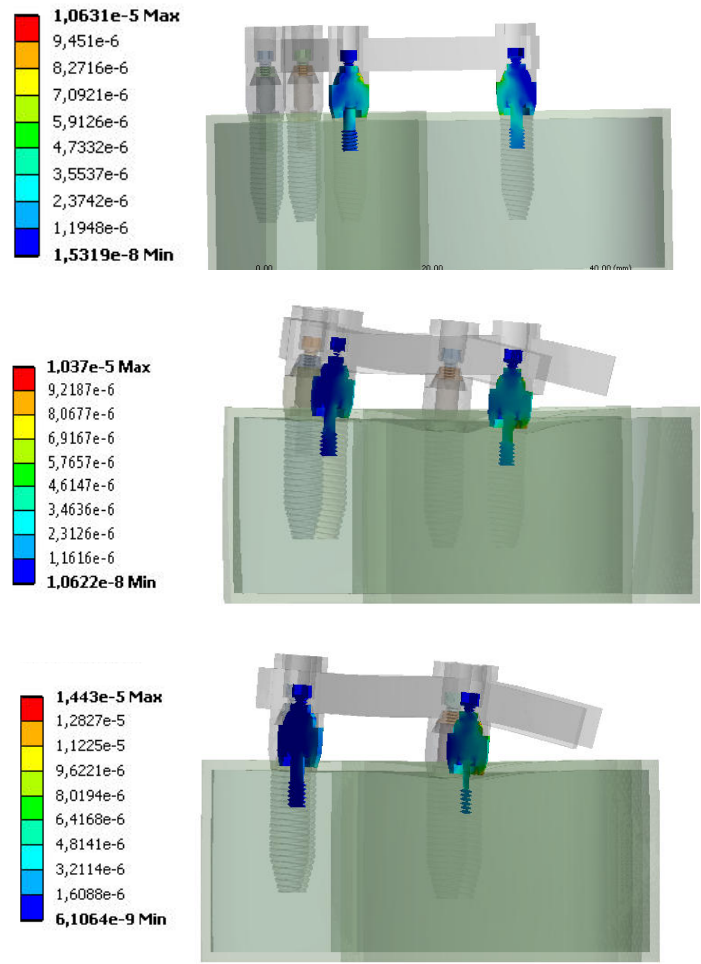 1,0631e-5 Max
9,451e-6
8,2716e-6
7,0921e-6
5,9126e-6
4,7332e-6
3,5537e-6
2,3742e-6
1,1948e-6
1,5319e-8 Min
0.00 20.00 40.00 (mm)
1,037e-5 Max
9,2187e-6
8,0677e-6
6,9167e-6
5,7657e-6
4,6147e-6
3,4636e-6
2,3126e-6
1,1616e-6
1,0622e-8 Min
1,443e-5 Max
1,2827e-5
1,1225e-5
9,6221e-6
8,0194e-6
6,4168e-6
4,8141e-6
3,2114e-6
1,6088e-6
6,1064e-9 Min